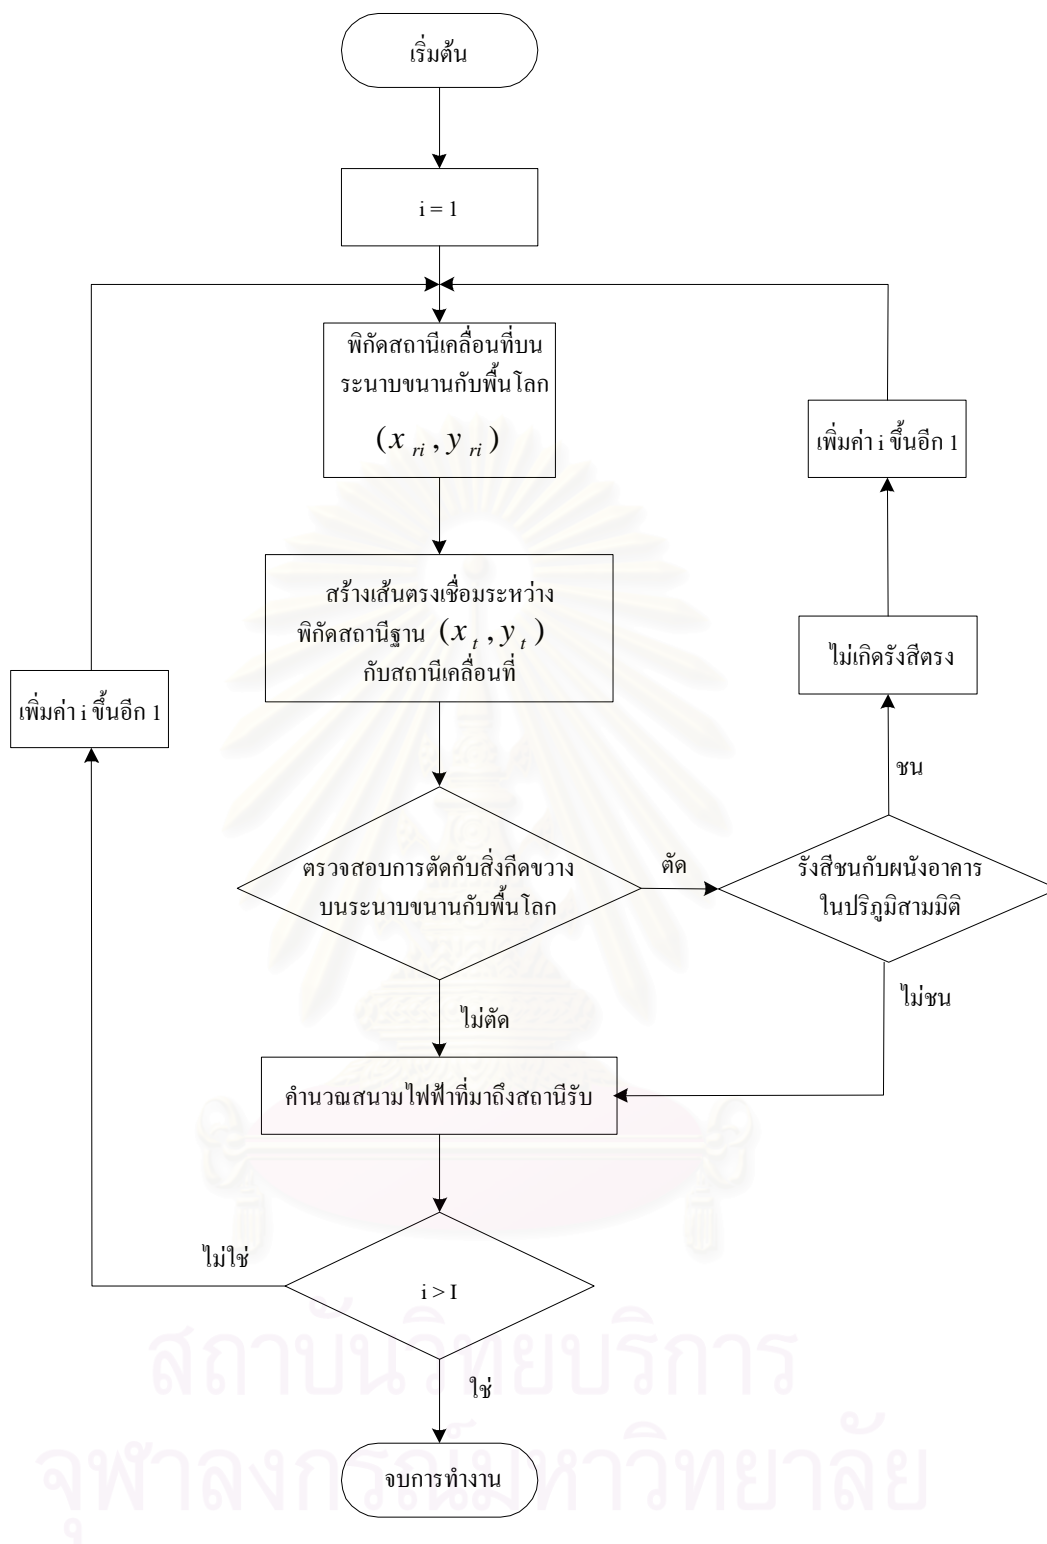 เริ่มต้น
i = 1
พิกัดสถานีเคลื่อนที่บน
ระนาบขนานกับพื้นโลก
(x ri , y ri )
เพิ่มค่า i ขึ้นอีก 1
สร้างเส้นตรงเชื่อมระหว่าง
พิกัดสถานีฐาน (x t , y t )
กับสถานีเคลื่อนที่
ไม่เกิดรังสีตรง
เพิ่มค่า i ขึ้นอีก 1
ชน
ตรวจสอบการตัดกับสิ่งกีดขวาง
บนระนาบขนานกับพื้นโลก
ตัด
รังสีชนกับผนังอาคาร
ในปริภูมิสามมิติ
ไม่ชน
ไม่ตัด
คำนวณสนามไฟฟ้าที่มาถึงสถานีรับ
ไม่ใช่
i > I
ใช่
จบการทำงาน
สถาบันวิทยบริการ
จุฬาลงกรณ์มหาวิทยาลัย